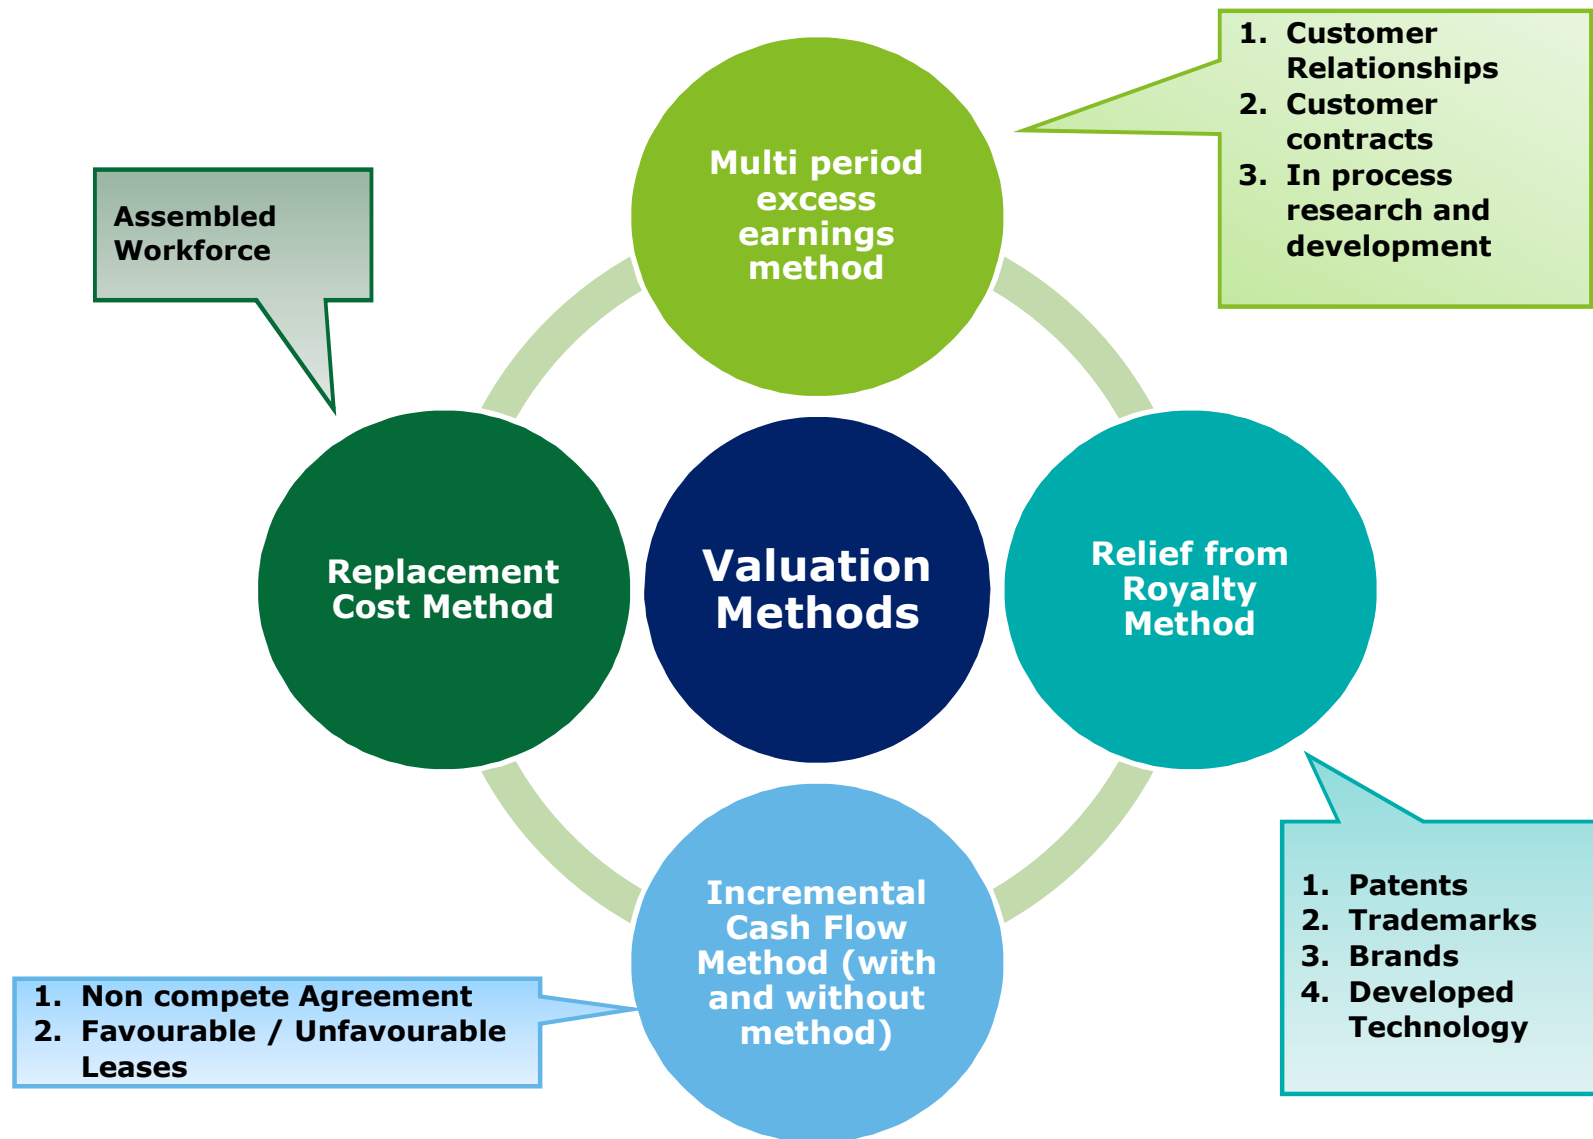 1. Customer
Relationships
2. Customer
contracts
3. In process
research and
development
Multi period
excess
earnings
method
Assembled
Workforce
Replacement
Cost Method
Valuation
Methods
Relief from
Royalty
Method
Incremental
Cash Flow
Method (with
and without
method)
1. Patents
2. Trademarks
3. Brands
4. Developed
Technology
1. Non compete Agreement
2. Favourable / Unfavourable
Leases